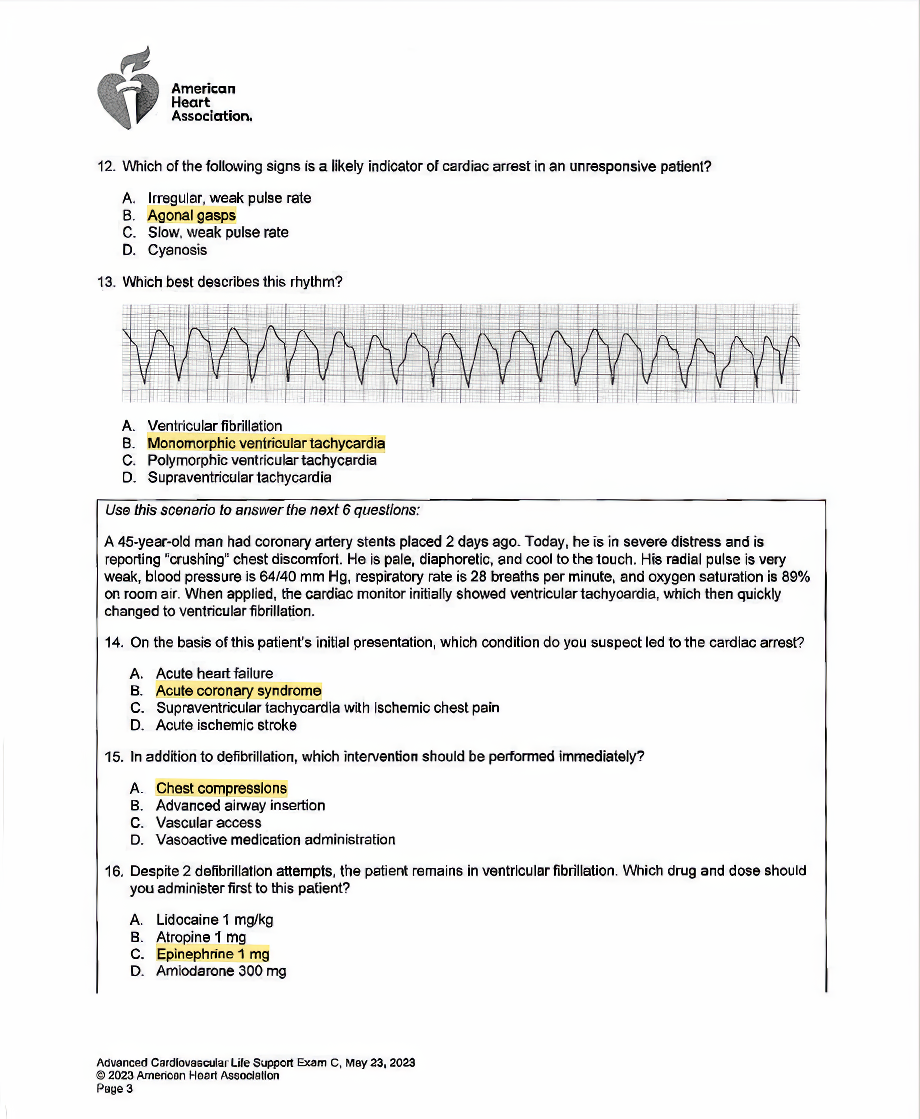 American
Heart
Association.
12. Which of the following signs is a likely indicator of cardiac arrest in an unresponsive patient?
A. Irregular, weak pulse rate
B. Agonal gasps
C. Slow, weak pulse rate
D. Cyanosis
13. Which best describes this rhythm?
A. Ventricular fibrillation
B. Monomorphic ventricular tachycardia
C. Polymorphic ventricular tachycardia
D. Supraventricular tachycardia
Use this scenario to answer the next 6 questions:
A 45-year-old man had coronary artery stents placed 2 days ago. Today, he is in severe distress and is
reporting "crushing" chest discomfort. He is pale, diaphoretic, and cool to the touch. His radial pulse is very
weak, blood pressure is 64/40 mm Hg, respiratory rate is 28 breaths per minute, and oxygen saturation is 89%
on room air. When applied, the cardiac monitor initially showed ventricular tachycardia, which then quickly
changed to ventricular fibrillation.
14. On the basis of this patient's initial presentation, which condition do you suspect led to the cardiac arrest?
A. Acute heart failure
B. Acute coronary syndrome
C. Supraventricular tachycardia with ischemic chest pain
D. Acute ischemic stroke
15. In addition to defibrillation, which intervention should be performed immediately?
A. Chest compressions
B. Advanced airway insertion
C. Vascular access
D. Vasoactive medication administration
16. Despite 2 defibrillation attempts, the patient remains in ventricular fibrillation. Which drug and dose should
you administer first to this patient?
A. Lidocaine 1 mg/kg
B. Atropine 1 mg
C. Epinephrine 1 mg
D. Amiodarone 300 mg
Advanced Cardiovascular Life Support Exam C, May 23, 2023
© 2023 American Heart Association
Page 3